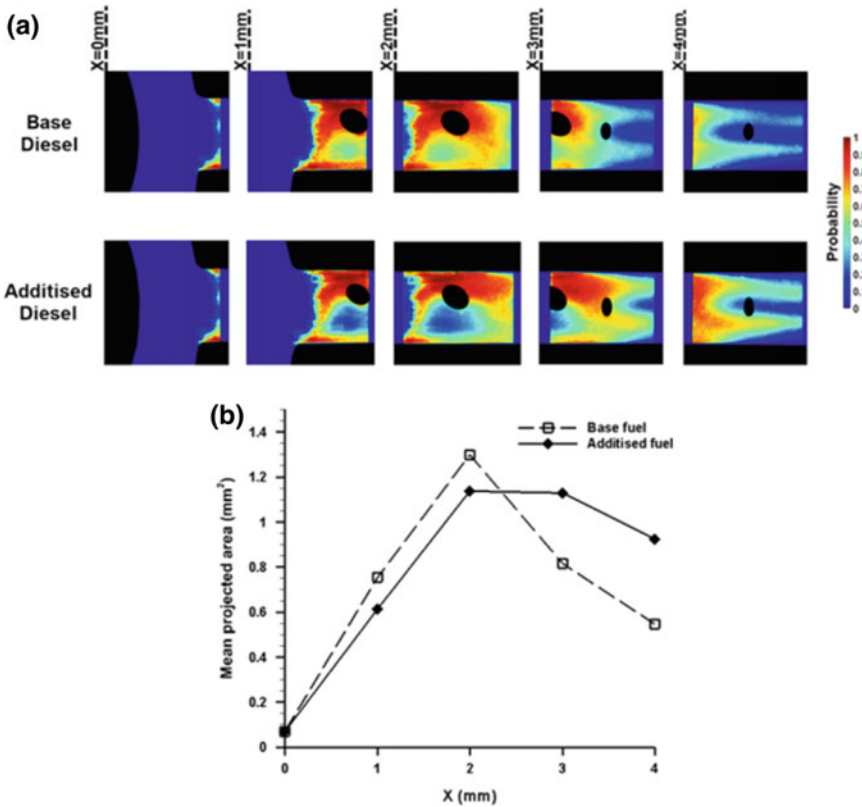 (a)
X=0mm
X=1mm
X=2mm
X=3mm
X=4mm
Base
Diesel
Additised
Diesel
Probability
1
0
(b)
Base fuel
Additised fuel
Mean projected area (mm²)
1.4
1.2
1
0.8
0.6
0.4
0.2
0
0
1
2
3
4
X (mm)